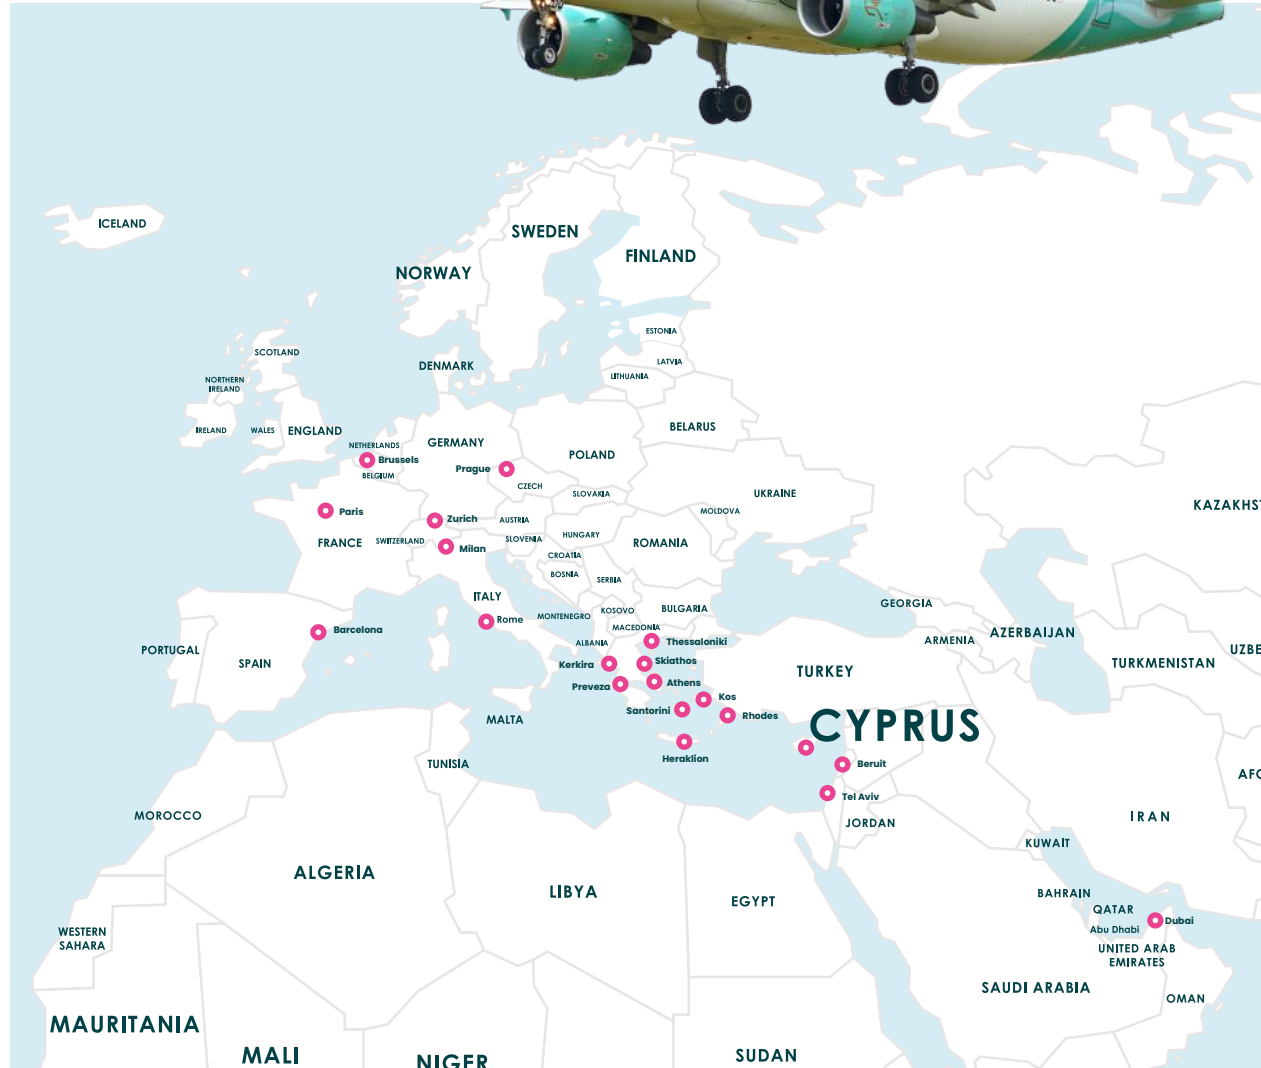 ICELAND
SWEDEN
FINLAND
NORWAY
ESTONIA
SCOTLAND
LATVIA
DENMARK
LITHUANIA
NORTHERN
IRELAND
IRELAND
WALES
ENGLAND
BELARUS
NETHERLANDS
GERMANY
POLAND
Brussels
Prague
BELGIUM
CZECH
SLOVAKIA
UKRAINE
KAZAKHST
Paris
Zurich
AUSTRIA
MOLDOVA
FRANCE
SWITZERLAND
Milan
SLOVENIA
HUNGARY
ROMANIA
CROATIA
BOSNIA
SERBIA
ITALY
GEORGIA
MONTENEGRO
KOSOVO
BULGARIA
Rome
MACEDONIA
Barcelona
AZERBAIJAN
ARMENIA
ALBANIA
Thessaloniki
PORTUGAL
UZBE
SPAIN
Kerkira
Skiathos
TURKEY
TURKMENISTAN
Preveza
Athens
Kos
Santorini
Rhodes
MALTA
CYPRUS
Heraklion
TUNISIA
Beruit
AFG
Tel Aviv
MOROCCO
JORDAN
IRAN
KUWAIT
ALGERIA
LIBYA
EGYPT
BAHRAIN
QATAR
Dubai
Abu Dhabi
WESTERN
SAHARA
UNITED ARAB
EMIRATES
SAUDI ARABIA
OMAN
MAURITANIA
MALI
NIGER
SUDAN